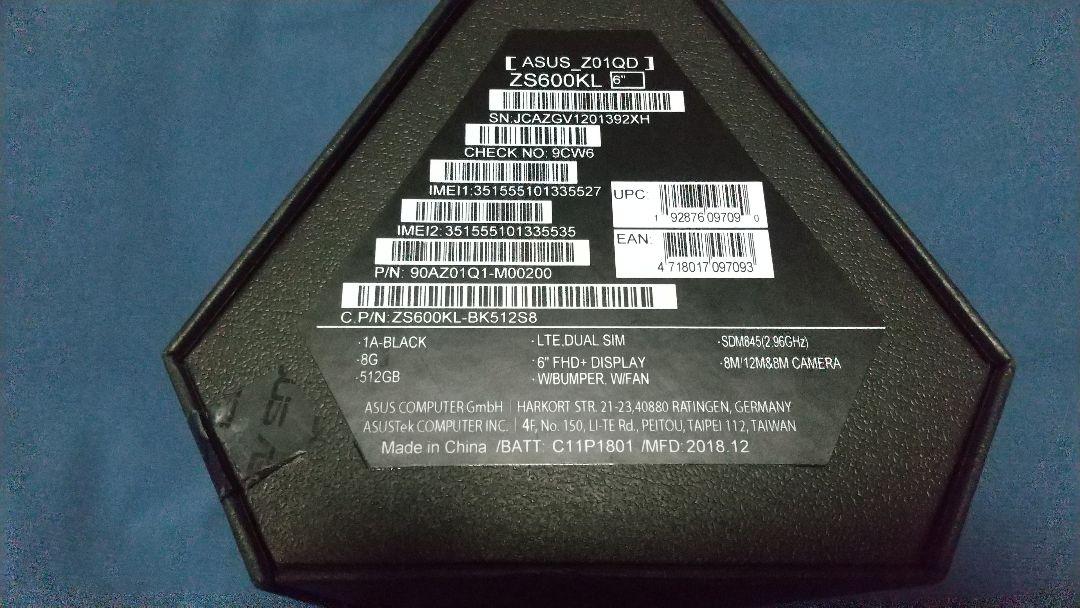 [ ASUS_Z01QD ]
ZS600KL 6"
SN:JCAZGV1201392XH
CHECK NO: 9CW6
IMEI1:351555101335527
IMEI2:351555101335535
P/N: 90AZ01Q1-M00200
C.P/N:ZS600KL-BK512S8
UPC:
1 92876 09709 0
EAN:
4 718017 097093
·1A-BLACK
·8G
·512GB
·LTE,DUAL SIM
·6" FHD+ DISPLAY
·W/BUMPER, W/FAN
·SDM845(2.96GHz)
·8M/12M&8M CAMERA
ASUS COMPUTER GmbH | HARKORT STR. 21-23,40880 RATINGEN, GERMANY
ASUSTek COMPUTER INC. | 4F, No. 150, LI-TE Rd., PEITOU, TAIPEI 112, TAIWAN
Made in China /BATT: C11P1801 /MFD:2018.12